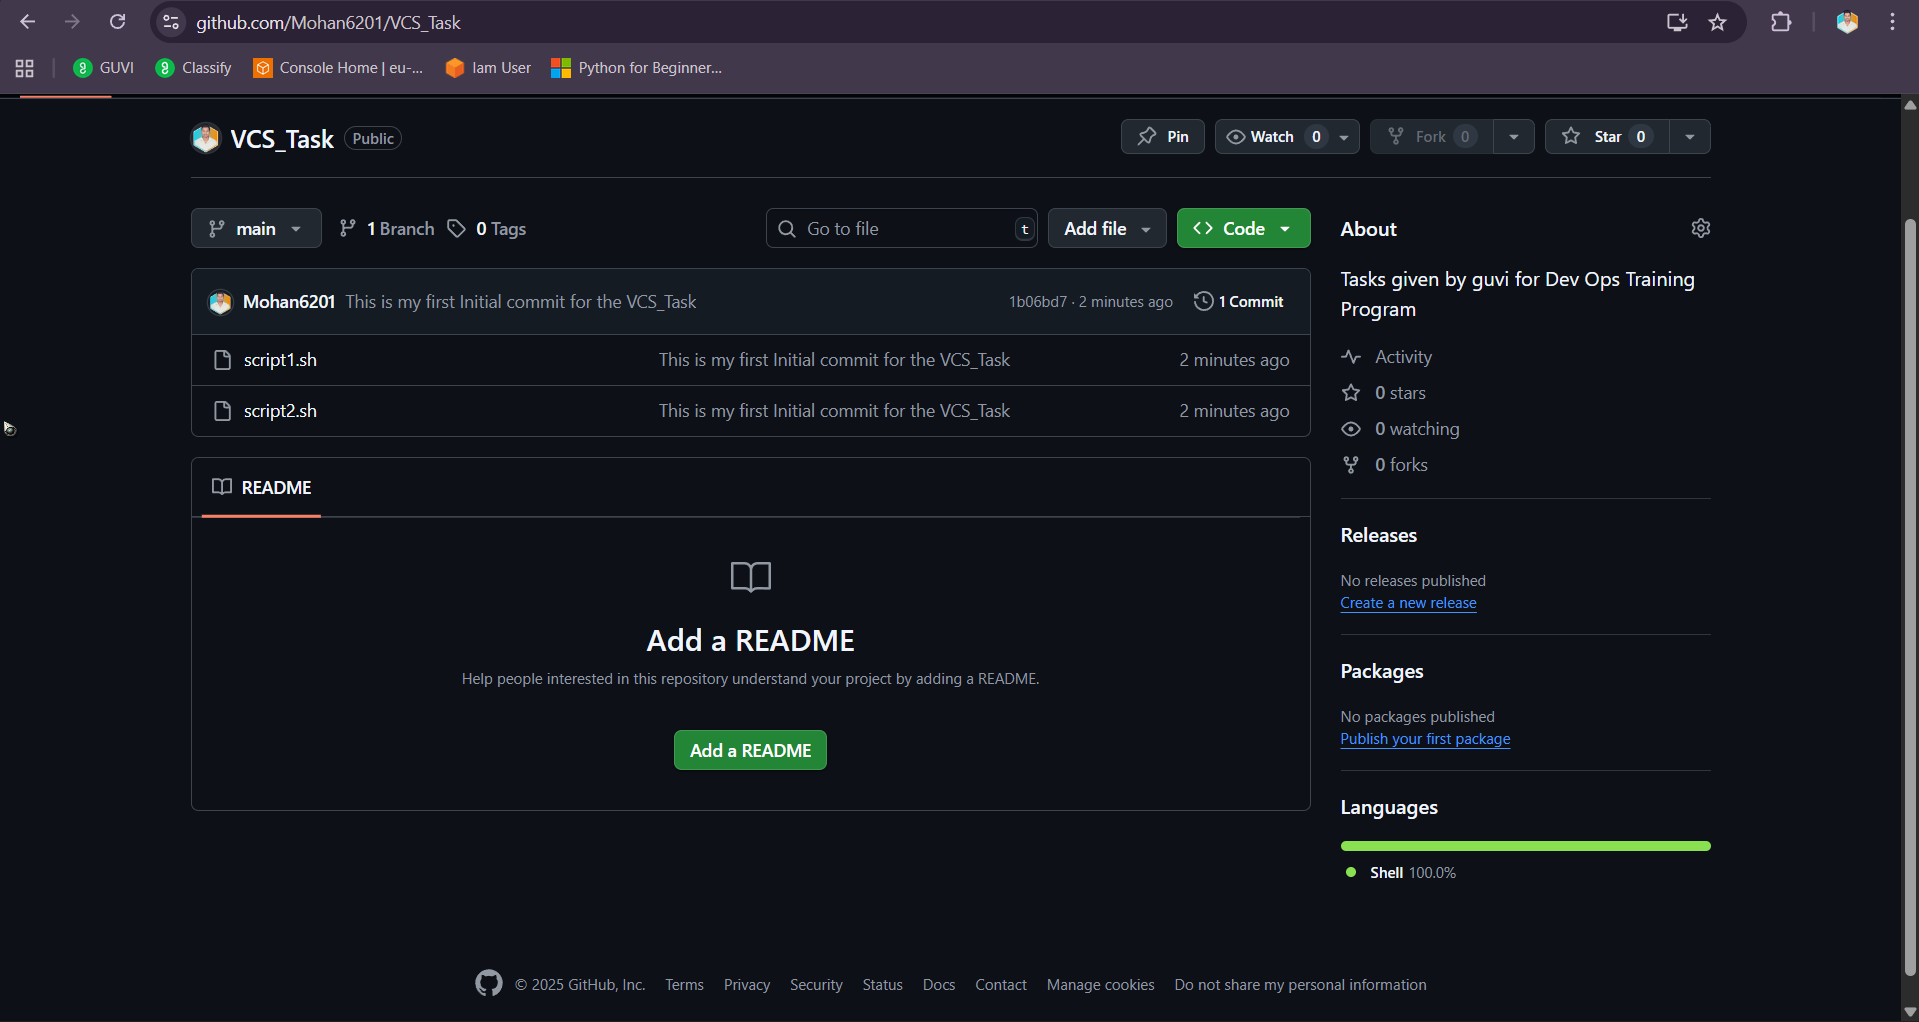 github.com/Mohan6201/VCS_Task
GUVI Classify Console Home | eu-... Iam User Python for Beginner...
VCS_Task Public Pin Watch 0 Fork 0 Star 0
main 1 Branch 0 Tags Go to file t Add file Code
Mohan6201 This is my first Initial commit for the VCS_Task 1b06bd7 · 2 minutes ago 1 Commit
script1.sh This is my first Initial commit for the VCS_Task 2 minutes ago
script2.sh This is my first Initial commit for the VCS_Task 2 minutes ago
README
Add a README
Help people interested in this repository understand your project by adding a README.
Add a README
About
Tasks given by guvi for Dev Ops Training
Program
Activity
0 stars
0 watching
0 forks
Releases
No releases published
Create a new release
Packages
No packages published
Publish your first package
Languages
Shell 100.0%
© 2025 GitHub, Inc. Terms Privacy Security Status Docs Contact Manage cookies Do not share my personal information